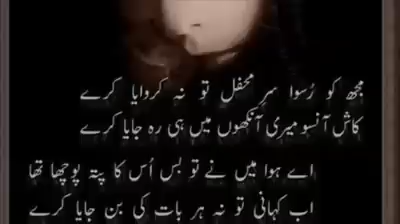 مجھ کو رُسوا سرِ محفل تو نہ کروایا کرے
کاش آنسو میری آنکھوں میں ہی رہ جایا کرے
اے ہوا میں نے تو بس اُس کا پتہ پوچھا تھا
اب کہانی تو نہ ہر بات کی بن جایا کرے